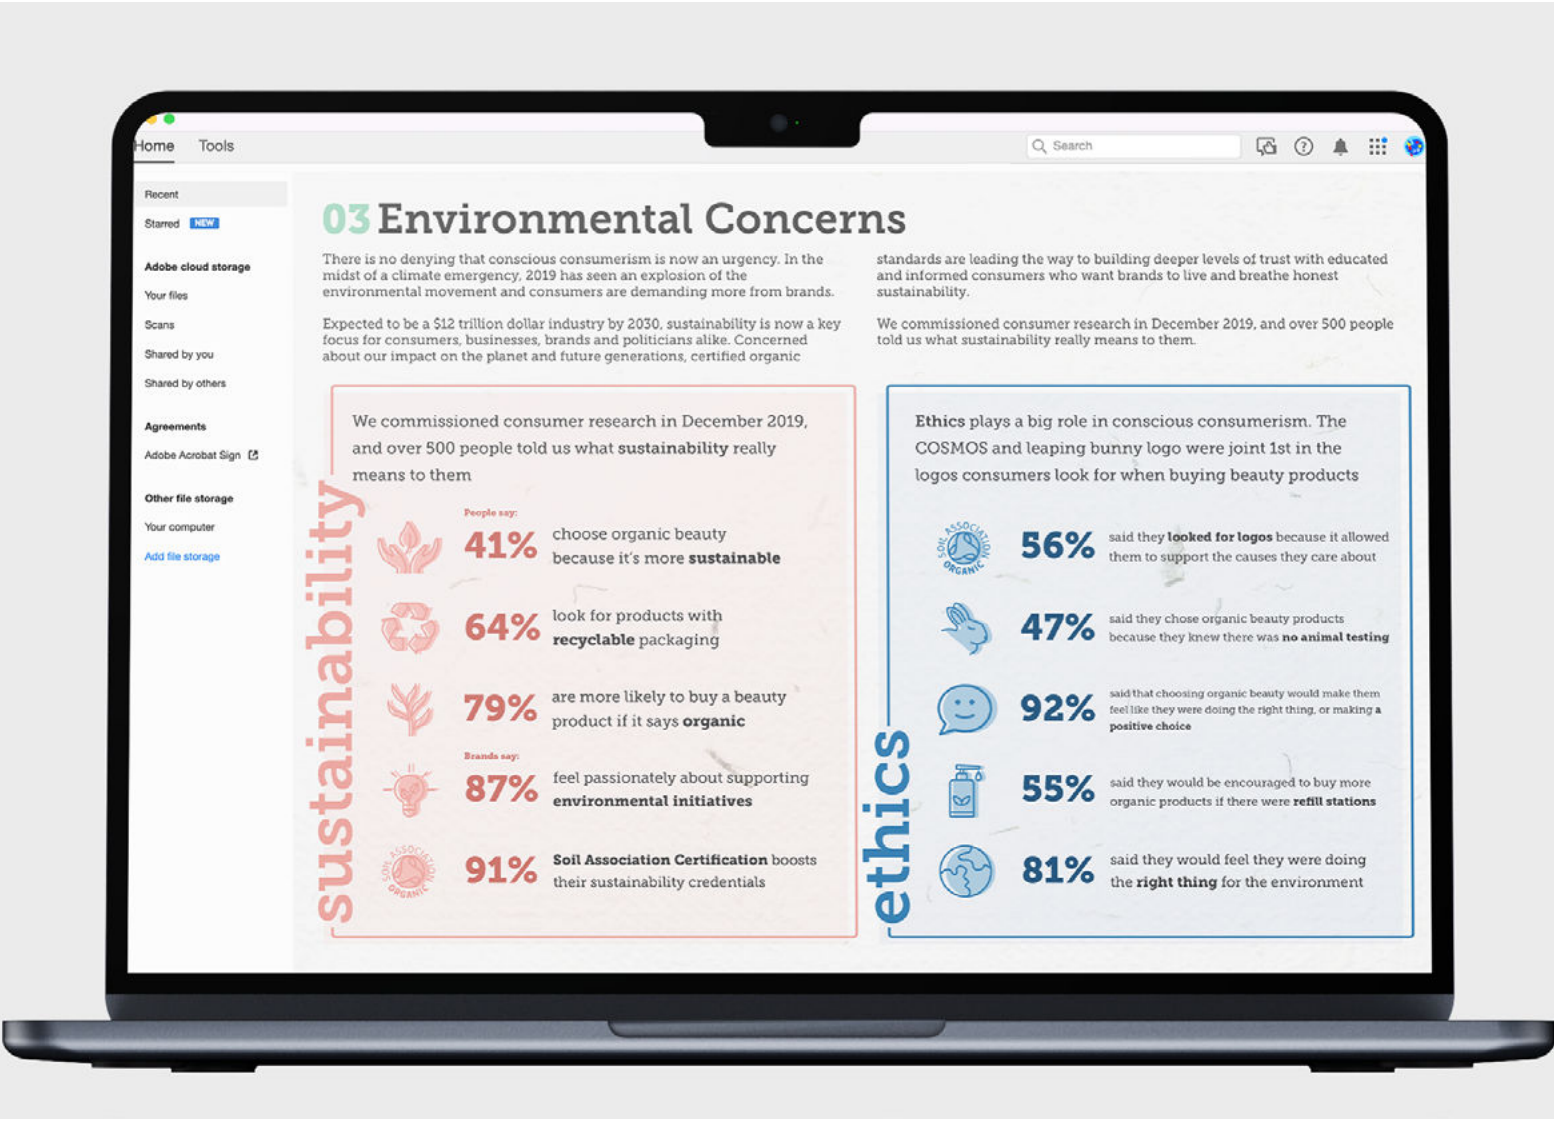 Home Tools
Search
Recent
Starred NEW
Adobe cloud storage
Your files
Scans
Shared by you
Shared by others
Agreements
Adobe Acrobat Sign
Other file storage
Your computer
Add file storage
03 Environmental Concerns
There is no denying that conscious consumerism is now an urgency. In the
midst of a climate emergency, 2019 has seen an explosion of the
environmental movement and consumers are demanding more from brands.
Expected to be a $12 trillion dollar industry by 2030, sustainability is now a key
focus for consumers, businesses, brands and politicians alike. Concerned
about our impact on the planet and future generations, certified organic
standards are leading the way to building deeper levels of trust with educated
and informed consumers who want brands to live and breathe honest
sustainability.
We commissioned consumer research in December 2019, and over 500 people
told us what sustainability really means to them.
sustainability
We commissioned consumer research in December 2019,
and over 500 people told us what sustainability really
means to them
People say:
41% choose organic beauty
because it's more sustainable
64% look for products with
recyclable packaging
79% are more likely to buy a beauty
product if it says organic
Brands say:
87% feel passionately about supporting
environmental initiatives
SOIL ASSOCIATION
ORGANIC
91% Soil Association Certification boosts
their sustainability credentials
ethics
Ethics plays a big role in conscious consumerism. The
COSMOS and leaping bunny logo were joint 1st in the
logos consumers look for when buying beauty products
SOIL ASSOCIATION
ORGANIC
56% said they looked for logos because it allowed
them to support the causes they care about
47% said they chose organic beauty products
because they knew there was no animal testing
92% said that choosing organic beauty would make them
feel like they were doing the right thing, or making a
positive choice
55% said they would be encouraged to buy more
organic products if there were refill stations
81% said they would feel they were doing
the right thing for the environment